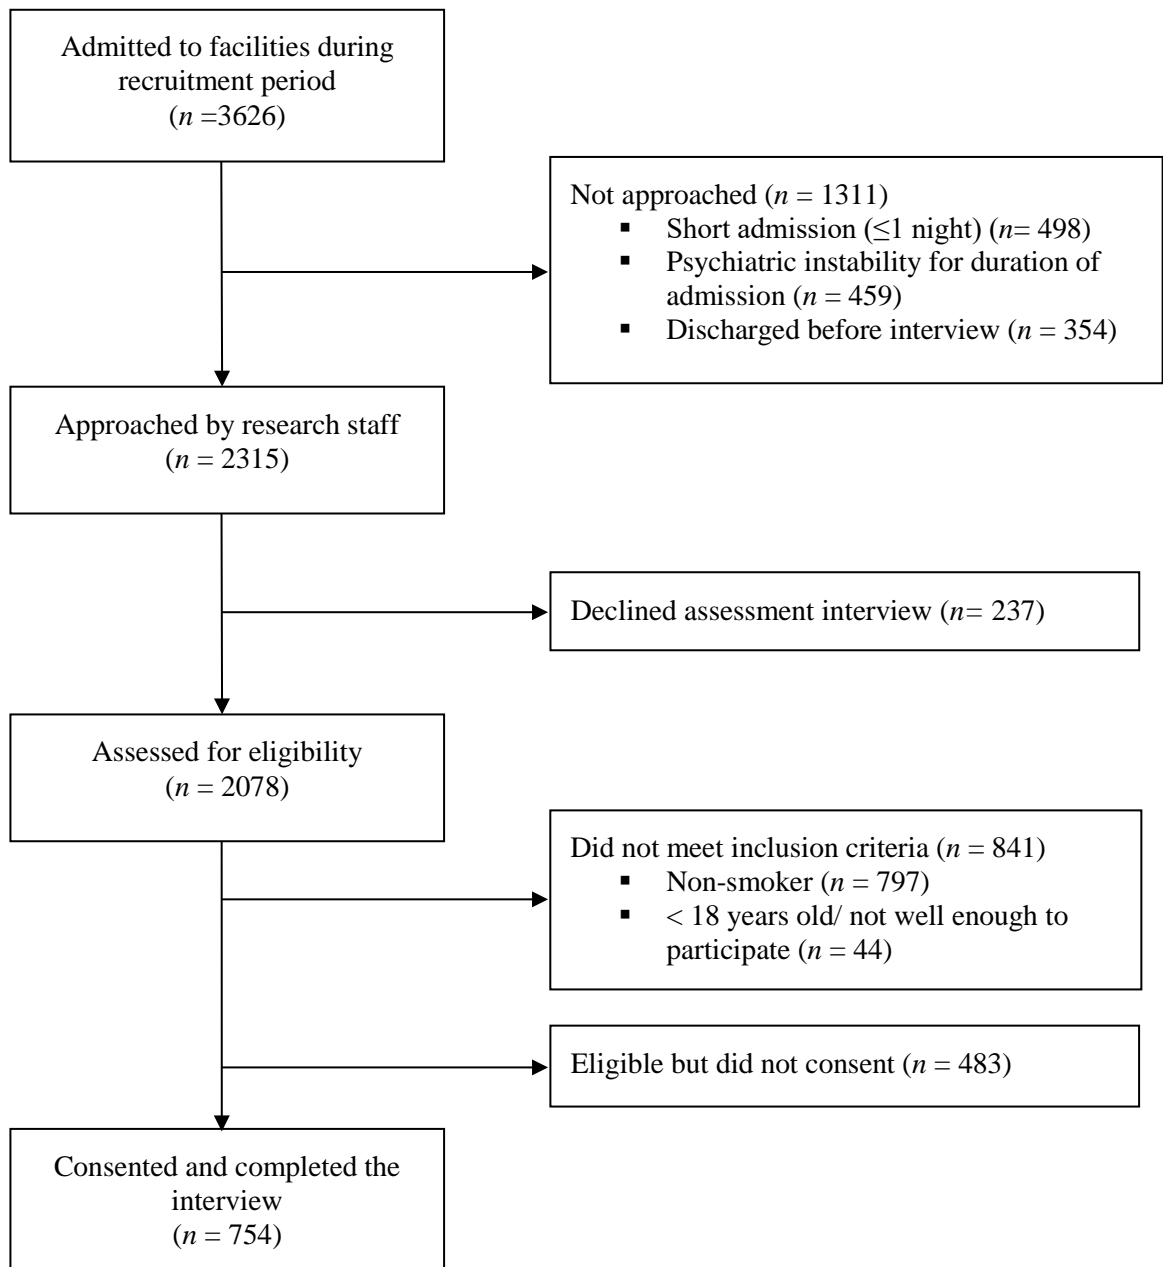 Admitted to facilities during
recruitment period
(n =3626)
Not approached (n = 1311)
▪ Short admission (≤1 night) (n= 498)
▪ Psychiatric instability for duration of
admission (n = 459)
▪ Discharged before interview (n = 354)
Approached by research staff
(n = 2315)
Declined assessment interview (n= 237)
Assessed for eligibility
(n = 2078)
Did not meet inclusion criteria (n = 841)
▪ Non-smoker (n = 797)
▪ < 18 years old/ not well enough to
participate (n = 44)
Eligible but did not consent (n = 483)
Consented and completed the
interview
(n = 754)